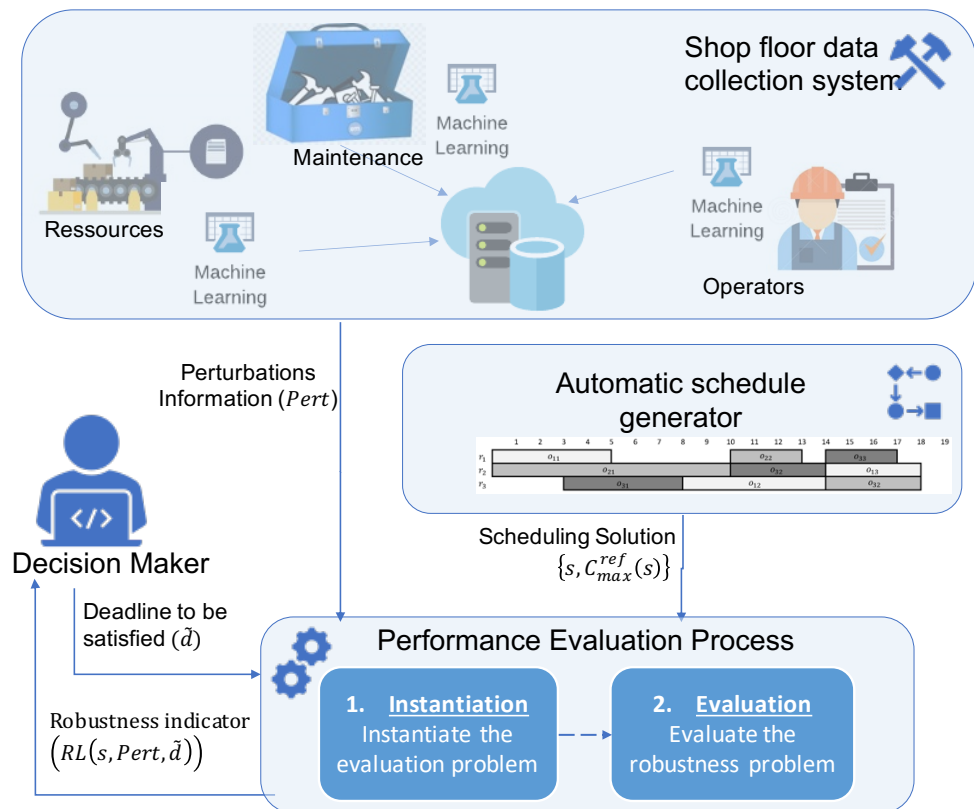 Shop floor data
collection system
Machine
Learning
Maintenance
Ressources
Machine
Learning
Machine
Learning
Operators
Perturbations
Information (Pert)
Automatic schedule
generator
1 2 3 4 5 6 7 8 9 10 11 12 13 14 15 16 17 18 19
r₁ o₁₁ o₂₂ o₃₃
r₂ o₂₁ o₃₂ o₁₃
r₃ o₃₁ o₁₂ o₃₂
Scheduling Solution
{s, C_{max}^{ref}(s)}
Decision Maker
Deadline to be
satisfied (d̃)
Robustness indicator
(RL(s, Pert, d̃))
Performance Evaluation Process
1. Instantiation
Instantiate the
evaluation problem
2. Evaluation
Evaluate the
robustness problem